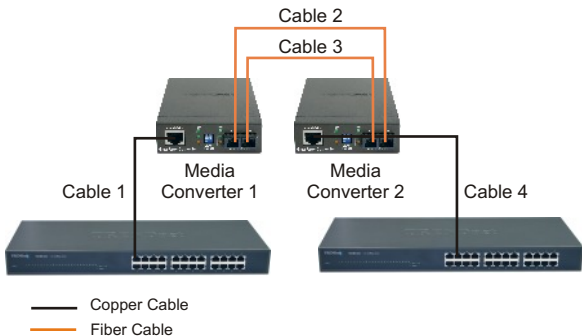 Cable 2
Cable 3
Media
Converter 1
Media
Converter 2
Cable 1
Cable 4
Copper Cable
Fiber Cable